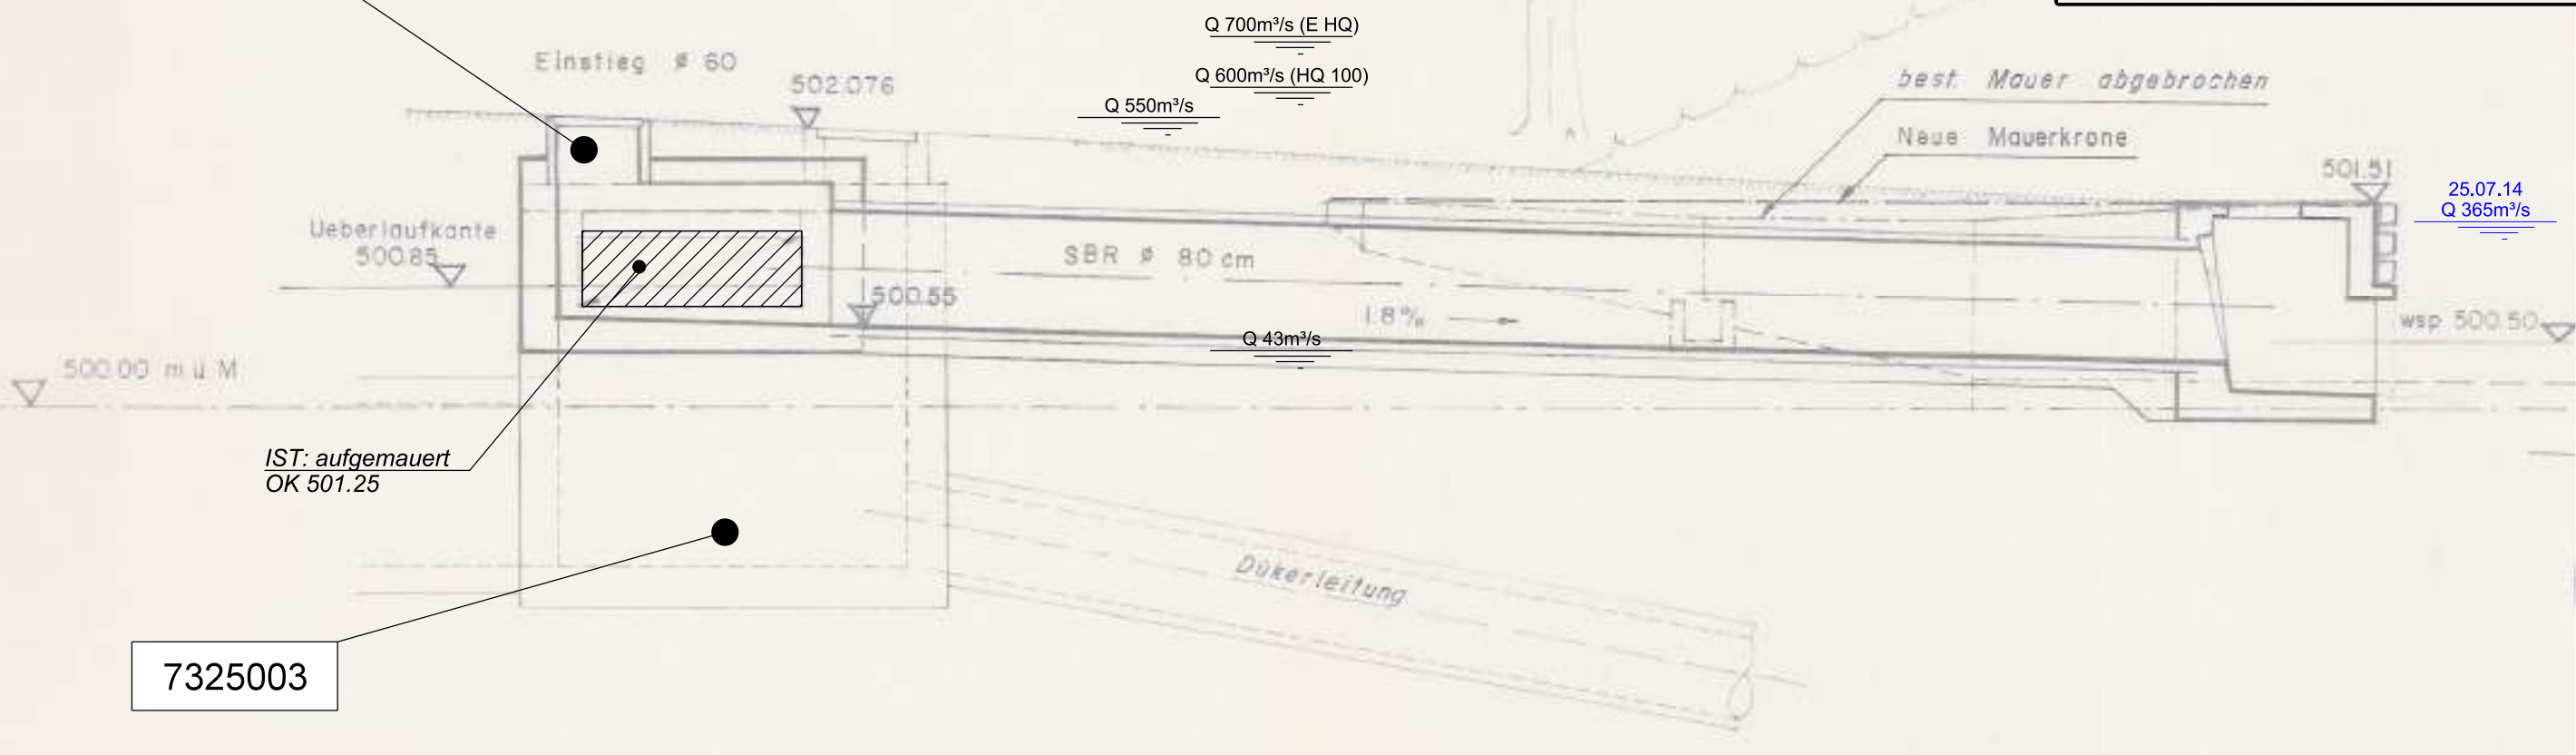 Q 700m³/s (E HQ)
Einstieg ø 60
Q 600m³/s (HQ 100)
502.076
best. Mauer abgebrochen
Q 550m³/s
Neue Mauerkrone
501.51
25.07.14
Q 365m³/s
Ueberlaufkante
500.85
SBR ø 80 cm
500.55
1.8%
wsp 500.50
Q 43m³/s
500.00 m ü M
IST: aufgemauert
OK 501.25
Dükerleitung
7325003